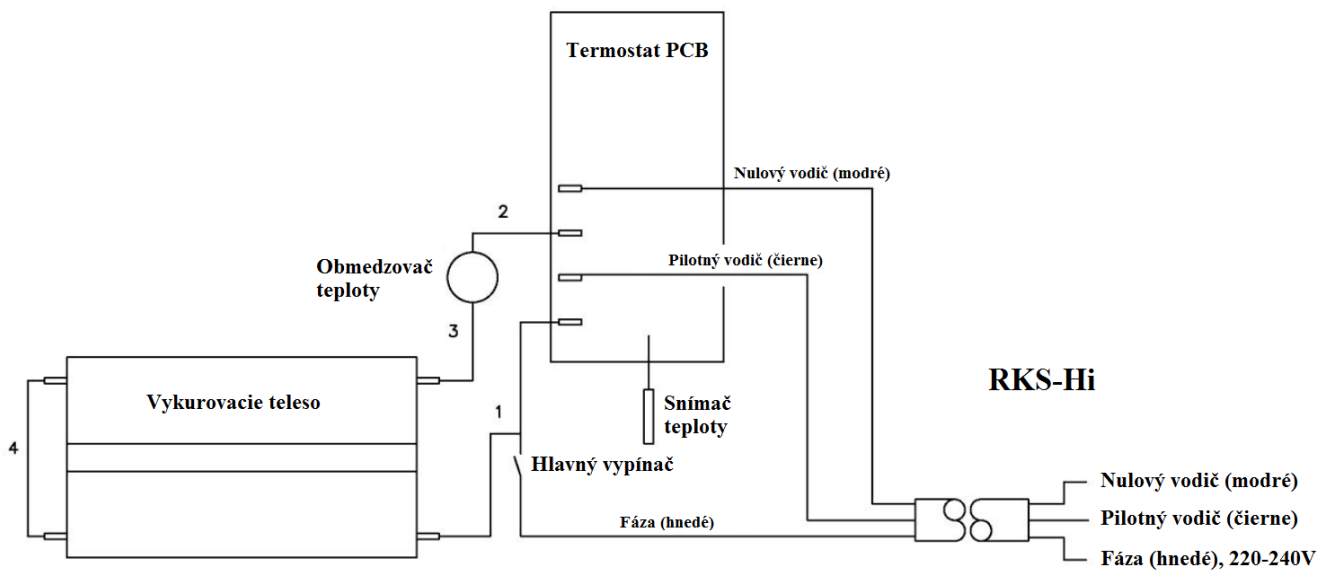 Termostat PCB
Nulový vodič (modré)
2
Pilotný vodič (čierne)
Obmedzovač
teploty
3
RKS-Hi
Vykurovacie teleso
Snímač
teploty
1
4
Hlavný vypínač
Nulový vodič (modré)
Fáza (hnedé)
Pilotný vodič (čierne)
Fáza (hnedé), 220-240V